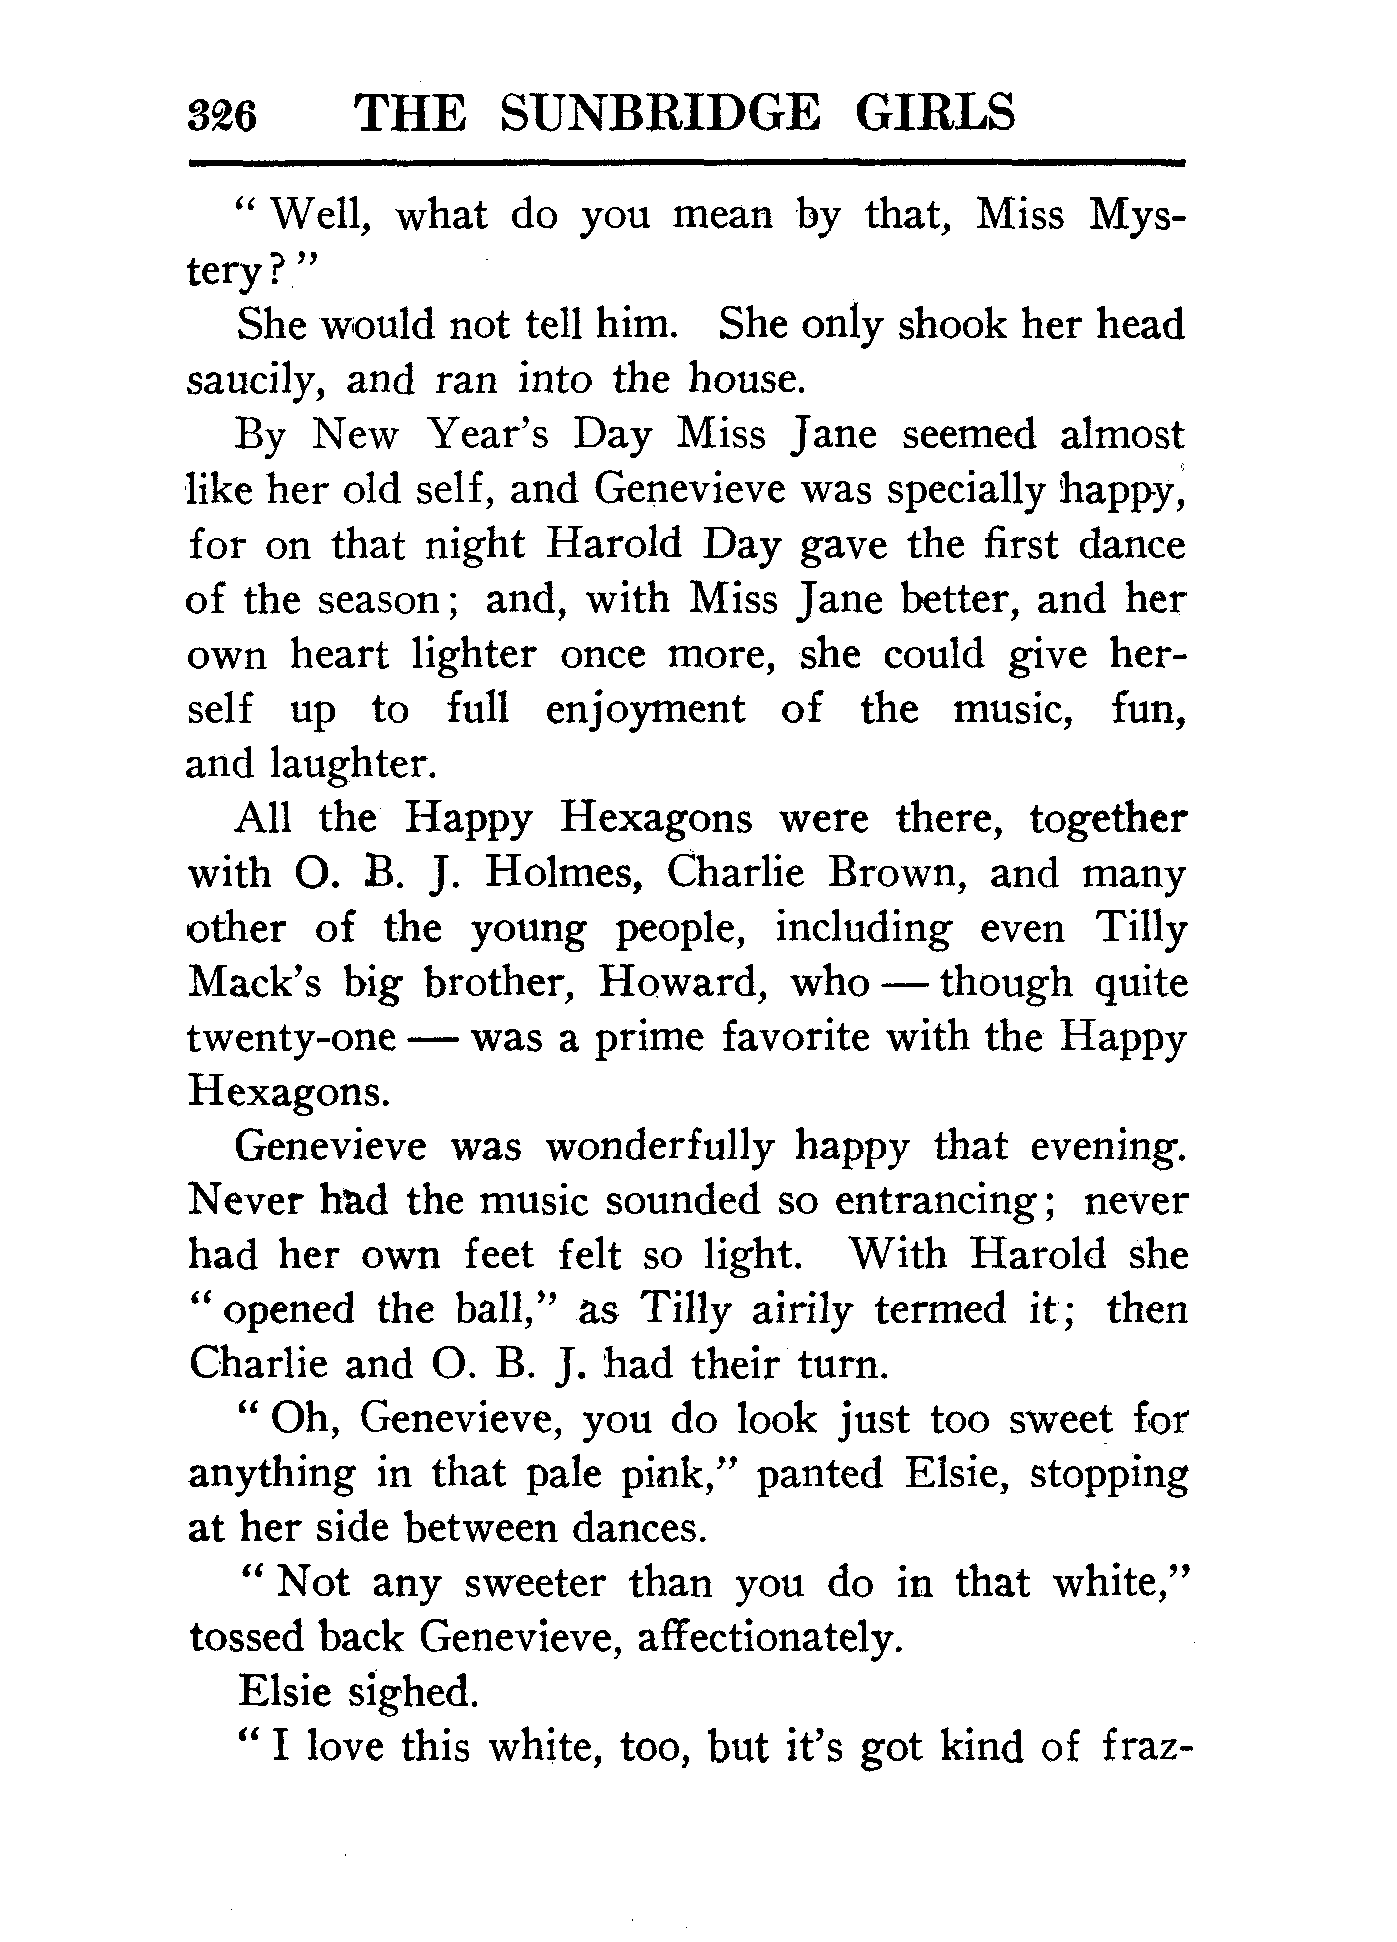 326 THE SUNBRIDGE GIRLS
“ Well, what do you mean by that, Miss Mys-
tery? ”
She would not tell him. She only shook her head
saucily, and ran into the house.
By New Year’s Day Miss Jane seemed almost
like her old self, and Genevieve was specially happy,
for on that night Harold Day gave the first dance
of the season; and, with Miss Jane better, and her
own heart lighter once more, she could give her-
self up to full enjoyment of the music, fun,
and laughter.
All the Happy Hexagons were there, together
with O. B. J. Holmes, Charlie Brown, and many
other of the young people, including even Tilly
Mack’s big brother, Howard, who — though quite
twenty-one — was a prime favorite with the Happy
Hexagons.
Genevieve was wonderfully happy that evening.
Never had the music sounded so entrancing; never
had her own feet felt so light. With Harold she
“ opened the ball,” as Tilly airily termed it; then
Charlie and O. B. J. had their turn.
“ Oh, Genevieve, you do look just too sweet for
anything in that pale pink,” panted Elsie, stopping
at her side between dances.
“ Not any sweeter than you do in that white,”
tossed back Genevieve, affectionately.
Elsie sighed.
“ I love this white, too, but it’s got kind of fraz-